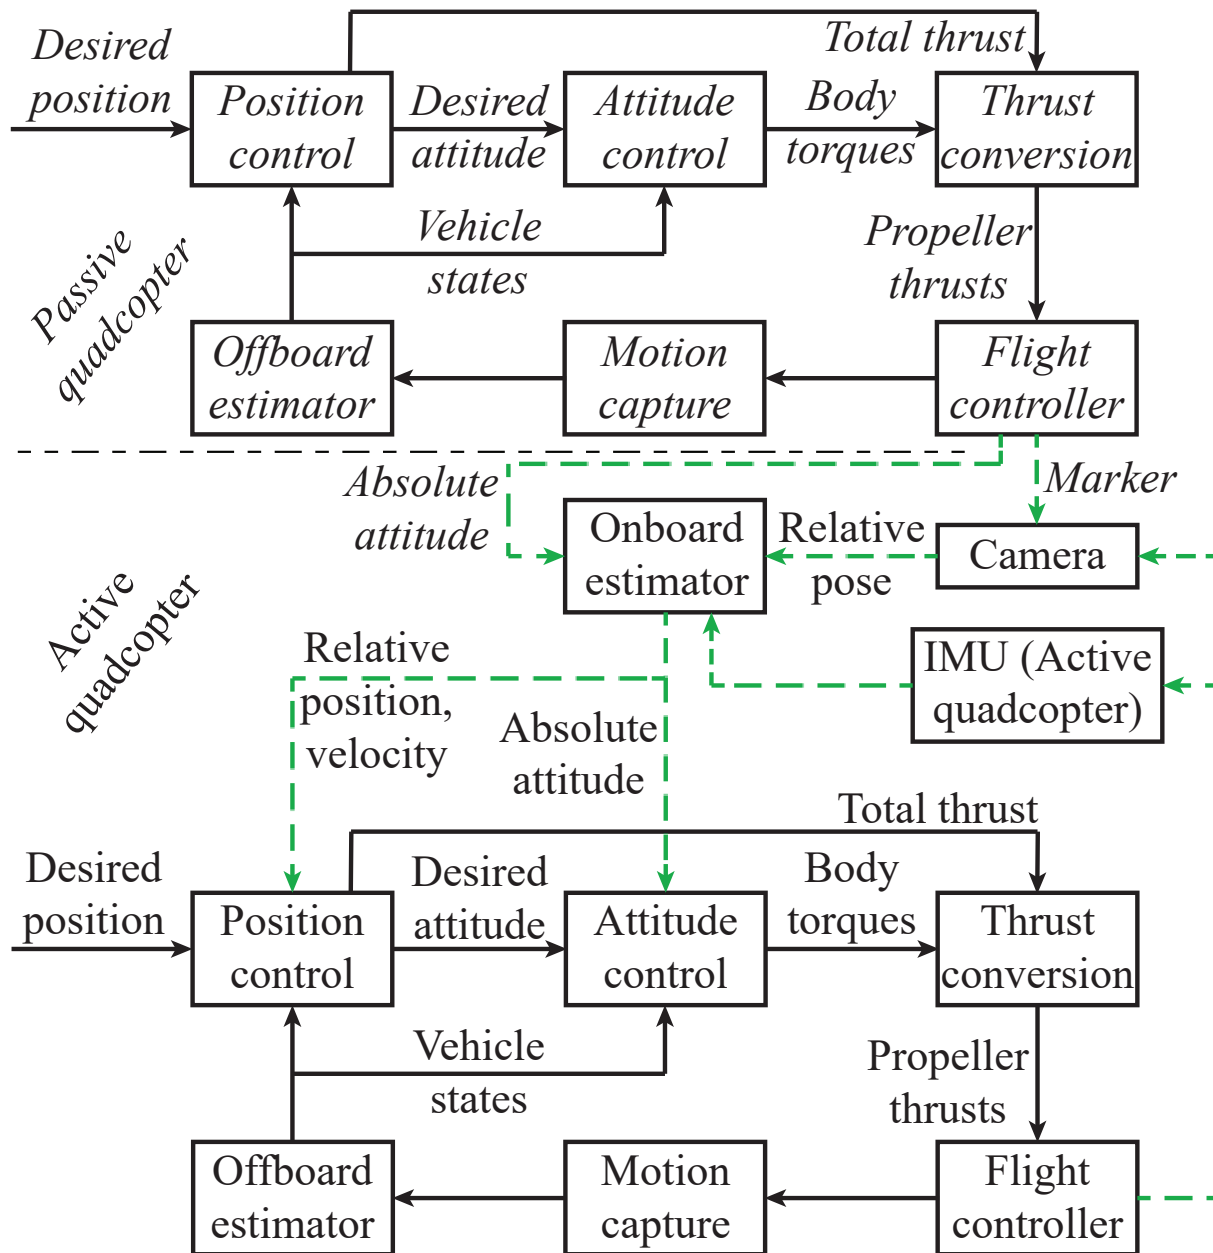 Total thrust
Desired
position
Position
control
Desired
attitude
Attitude
control
Body
torques
Thrust
conversion
Vehicle
states
Propeller
thrusts
Passive
quadcopter
Offboard
estimator
Motion
capture
Flight
controller
Absolute
attitude
Marker
Onboard
estimator
Relative
pose
Camera
Active
quadcopter
IMU (Active
quadcopter)
Relative
position,
velocity
Absolute
attitude
Total thrust
Desired
position
Position
control
Desired
attitude
Attitude
control
Body
torques
Thrust
conversion
Vehicle
states
Propeller
thrusts
Offboard
estimator
Motion
capture
Flight
controller